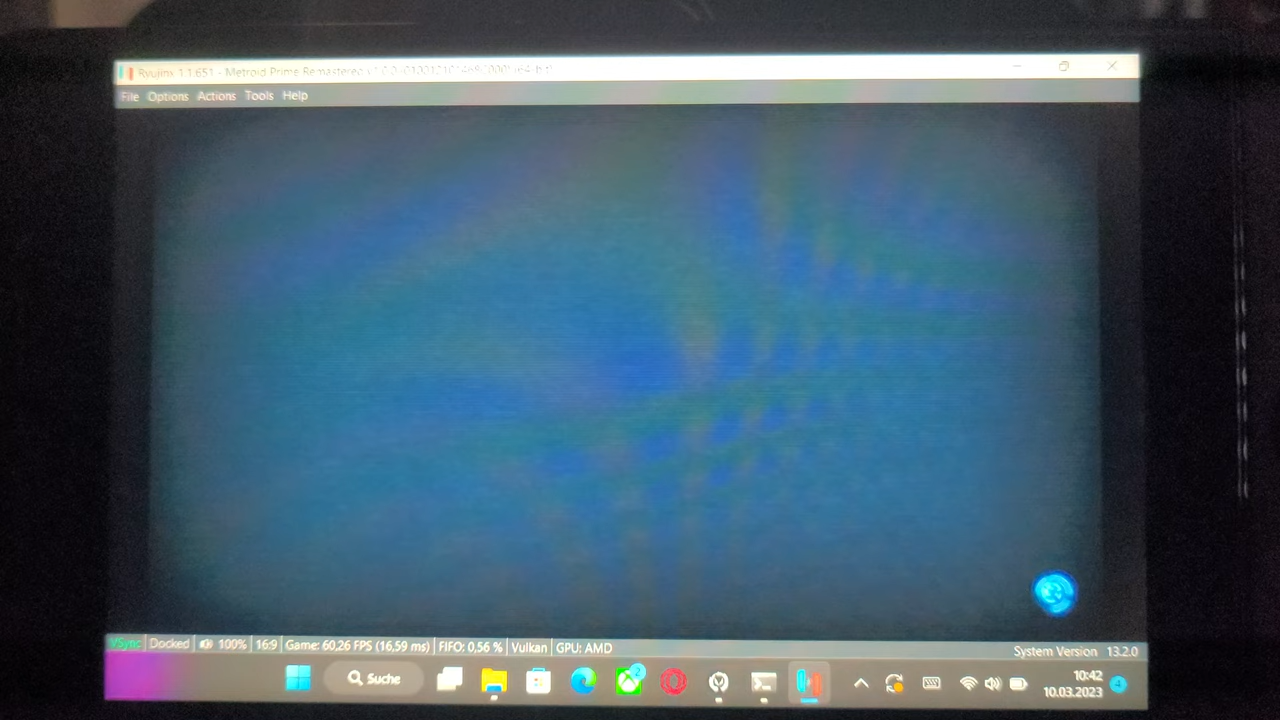 Ryujinx 1.1.651 - Metroid Prime Remastered
File Options Actions Tools Help
VSync Docked 100% 16:9 Game: 60,26 FPS (16,59 ms) FIFO: 0,56 % Vulkan GPU: AMD System Version 13.2.0
Suche 2 10:42 4
10.03.2023